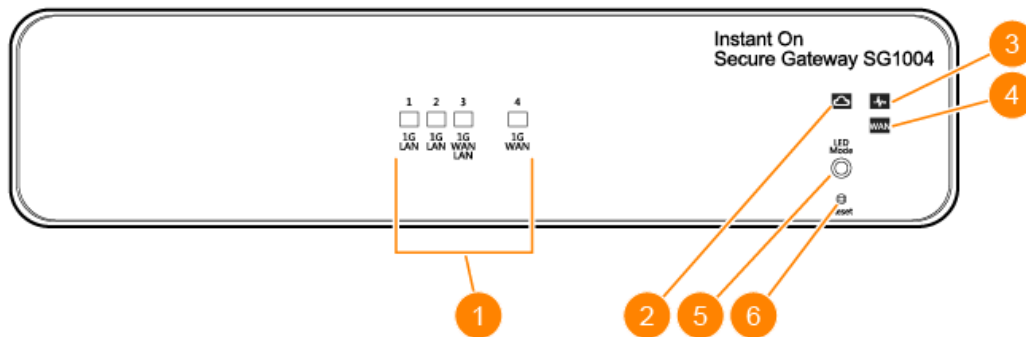 Instant On
Secure Gateway SG1004
3
4
1 2 3 4
1G LAN
1G LAN
1G WAN LAN
1G WAN
WAN
LED
Mode
Reset
1
2
5
6